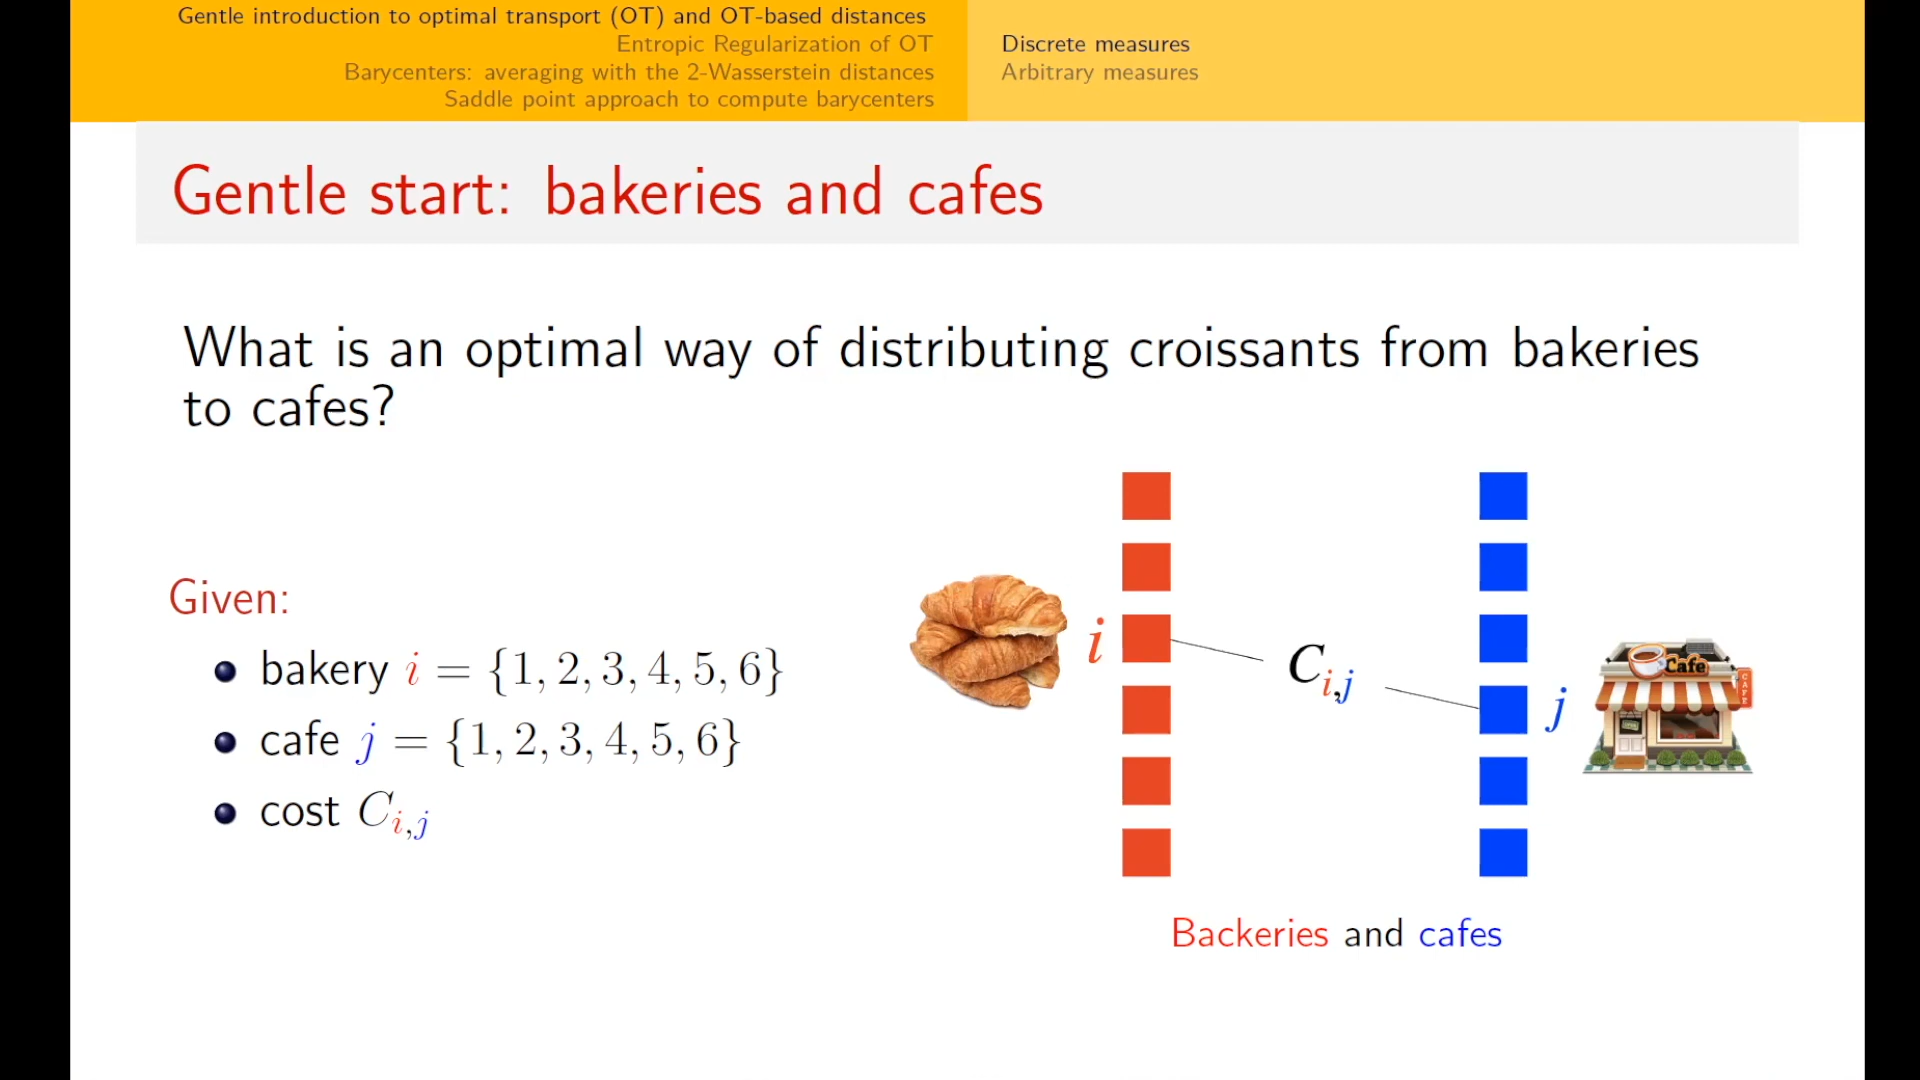 Gentle introduction to optimal transport (OT) and OT-based distances
Entropic Regularization of OT
Barycenters: averaging with the 2-Wasserstein distances
Saddle point approach to compute barycenters
Discrete measures
Arbitrary measures
Gentle start: bakeries and cafes
What is an optimal way of distributing croissants from bakeries
to cafes?
Given:
bakery i = {1, 2, 3, 4, 5, 6}
cafe j = {1, 2, 3, 4, 5, 6}
cost C_{i,j}
i
C_{i,j}
j
Cafe
CAFE
Backeries and cafes